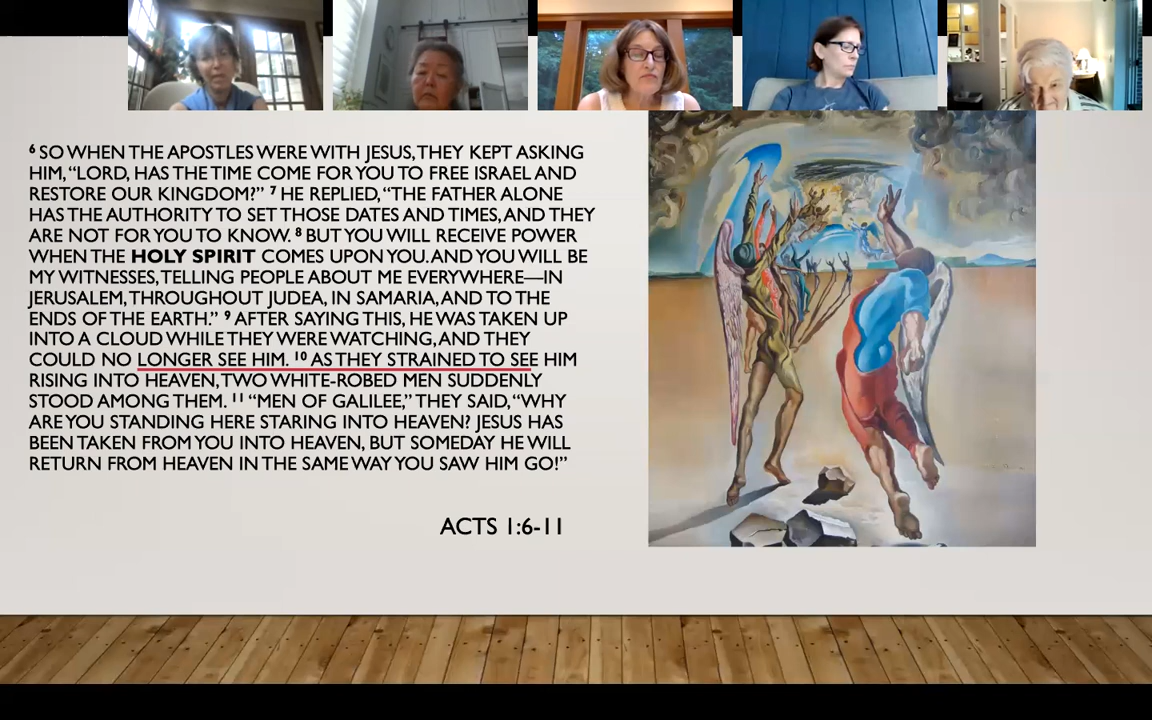 ⁶ SO WHEN THE APOSTLES WERE WITH JESUS, THEY KEPT ASKING
HIM, “LORD, HAS THE TIME COME FOR YOU TO FREE ISRAEL AND
RESTORE OUR KINGDOM?” ⁷ HE REPLIED, “THE FATHER ALONE
HAS THE AUTHORITY TO SET THOSE DATES AND TIMES, AND THEY
ARE NOT FOR YOU TO KNOW. ⁸ BUT YOU WILL RECEIVE POWER
WHEN THE HOLY SPIRIT COMES UPON YOU. AND YOU WILL BE
MY WITNESSES, TELLING PEOPLE ABOUT ME EVERYWHERE—IN
JERUSALEM, THROUGHOUT JUDEA, IN SAMARIA, AND TO THE
ENDS OF THE EARTH.” ⁹ AFTER SAYING THIS, HE WAS TAKEN UP
INTO A CLOUD WHILE THEY WERE WATCHING, AND THEY
COULD NO LONGER SEE HIM. ¹⁰ AS THEY STRAINED TO SEE HIM
RISING INTO HEAVEN, TWO WHITE-ROBED MEN SUDDENLY
STOOD AMONG THEM. ¹¹ “MEN OF GALILEE,” THEY SAID, “WHY
ARE YOU STANDING HERE STARING INTO HEAVEN? JESUS HAS
BEEN TAKEN FROM YOU INTO HEAVEN, BUT SOMEDAY HE WILL
RETURN FROM HEAVEN IN THE SAME WAY YOU SAW HIM GO!”
ACTS 1:6-11